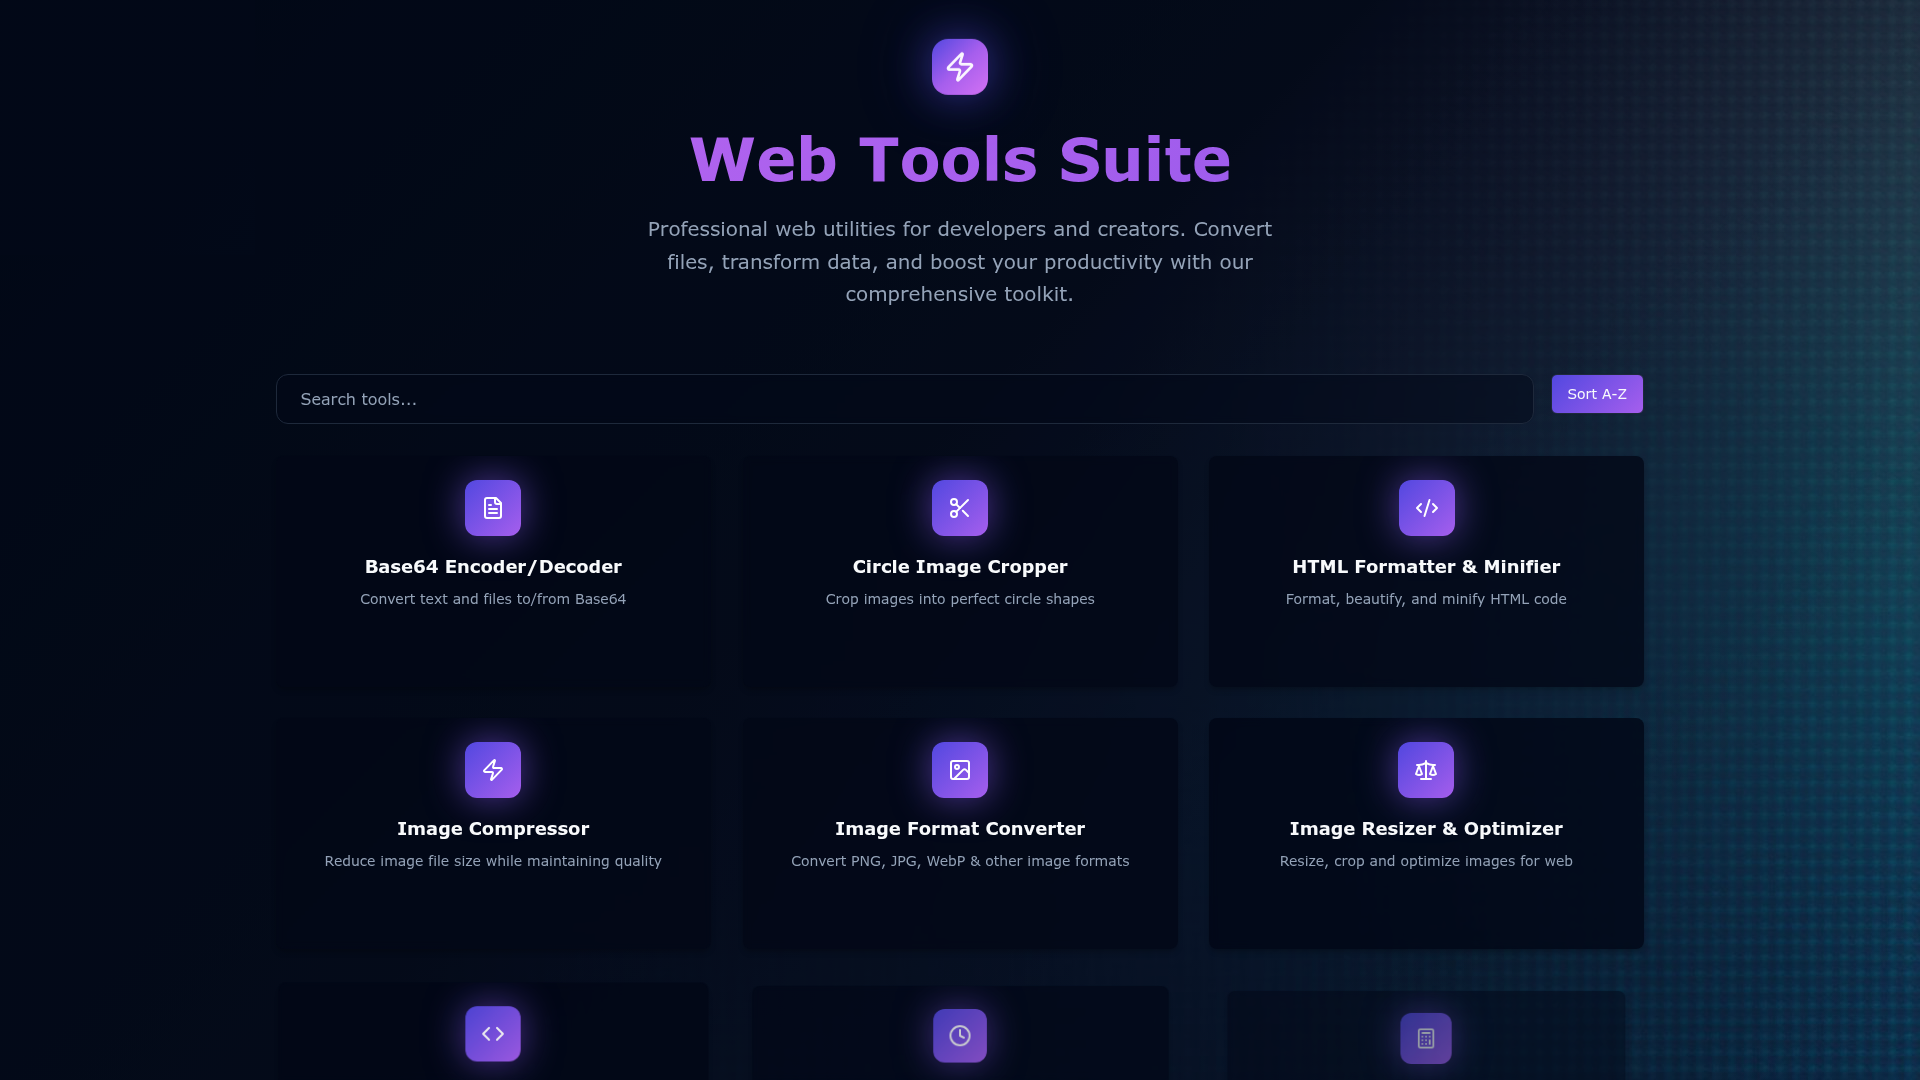 Web Tools Suite
Professional web utilities for developers and creators. Convert
files, transform data, and boost your productivity with our
comprehensive toolkit.
Search tools...
Sort A-Z
Base64 Encoder/Decoder
Convert text and files to/from Base64
Circle Image Cropper
Crop images into perfect circle shapes
HTML Formatter & Minifier
Format, beautify, and minify HTML code
Image Compressor
Reduce image file size while maintaining quality
Image Format Converter
Convert PNG, JPG, WebP & other image formats
Image Resizer & Optimizer
Resize, crop and optimize images for web